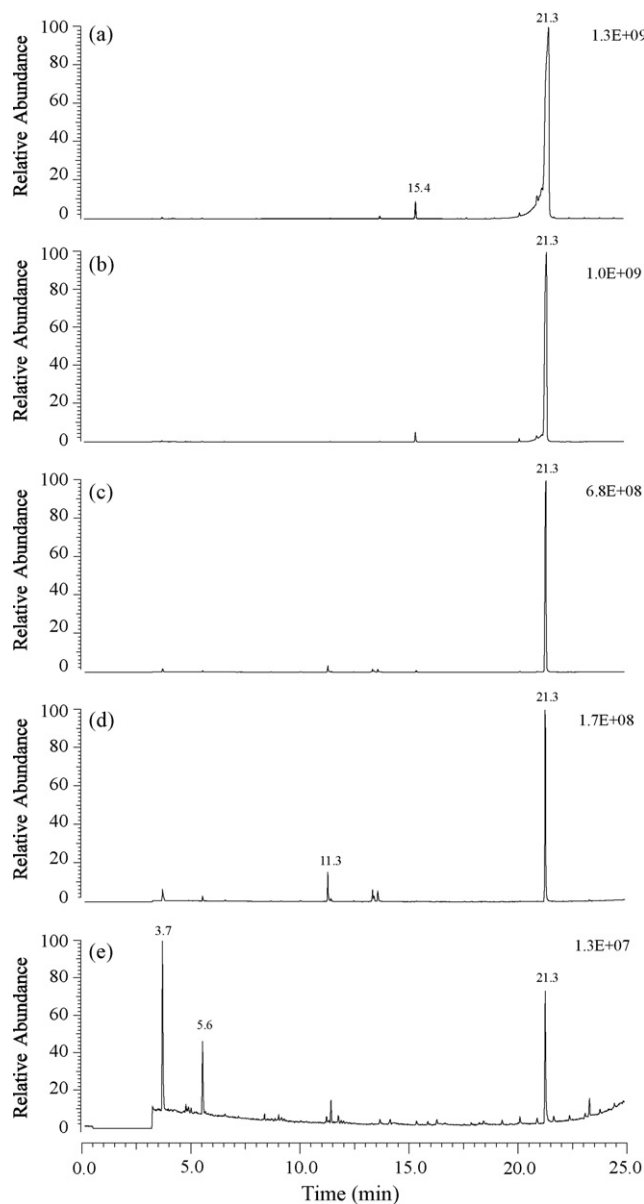 (a)
21.3
1.3E+09
Relative Abundance
100
80
60
40
20
0
15.4
(b)
21.3
1.0E+09
Relative Abundance
100
80
60
40
20
0
(c)
21.3
6.8E+08
Relative Abundance
100
80
60
40
20
0
(d)
21.3
1.7E+08
Relative Abundance
100
80
60
40
20
0
11.3
(e)
3.7
1.3E+07
Relative Abundance
100
80
60
40
20
0
5.6
21.3
0.0 5.0 10.0 15.0 20.0 25.0
Time (min)